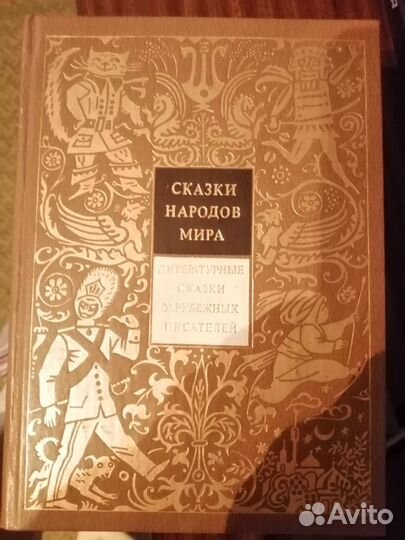 СКАЗКИ
НАРОДОВ
МИРА
ЛИТЕРАТУРНЫЕ
СКАЗКИ
ЗАРУБЕЖНЫХ
ПИСАТЕЛЕЙ
Avito